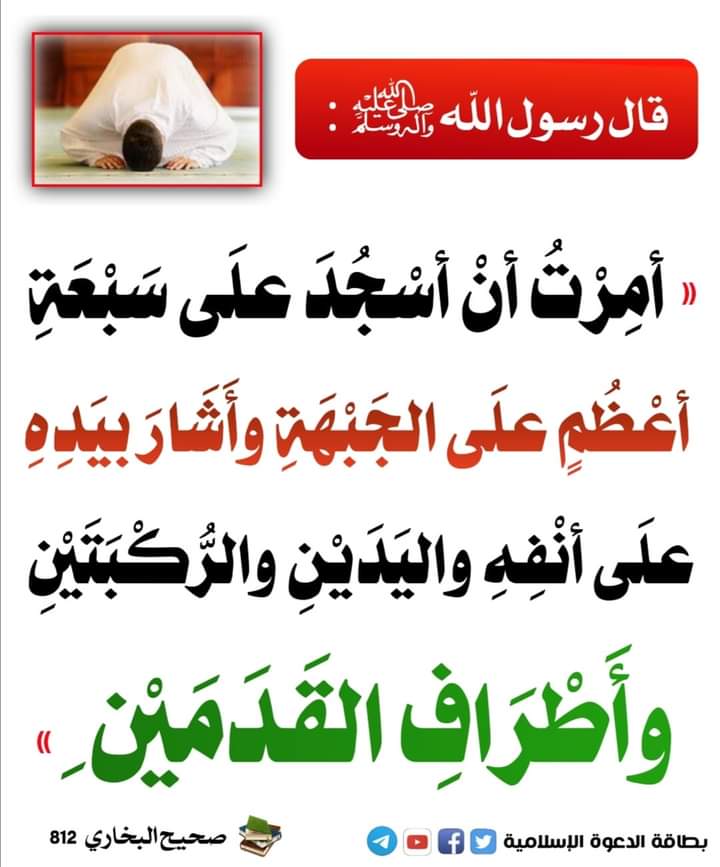 قال رسول الله صلى الله عليه وآله وسلم :
« أمِرْتُ أنْ أسْجُدَ علَى سَبْعَةِ
أعْظُمٍ علَى الجَبْهَةِ وأَشَارَ بيَدِهِ
علَى أنْفِهِ واليَدَيْنِ والرُّكْبَتَيْنِ
وأَطْرَافِ القَدَمَيْنِ »
بطاقة الدعوة الإسلامية
صحيح البخاري 812